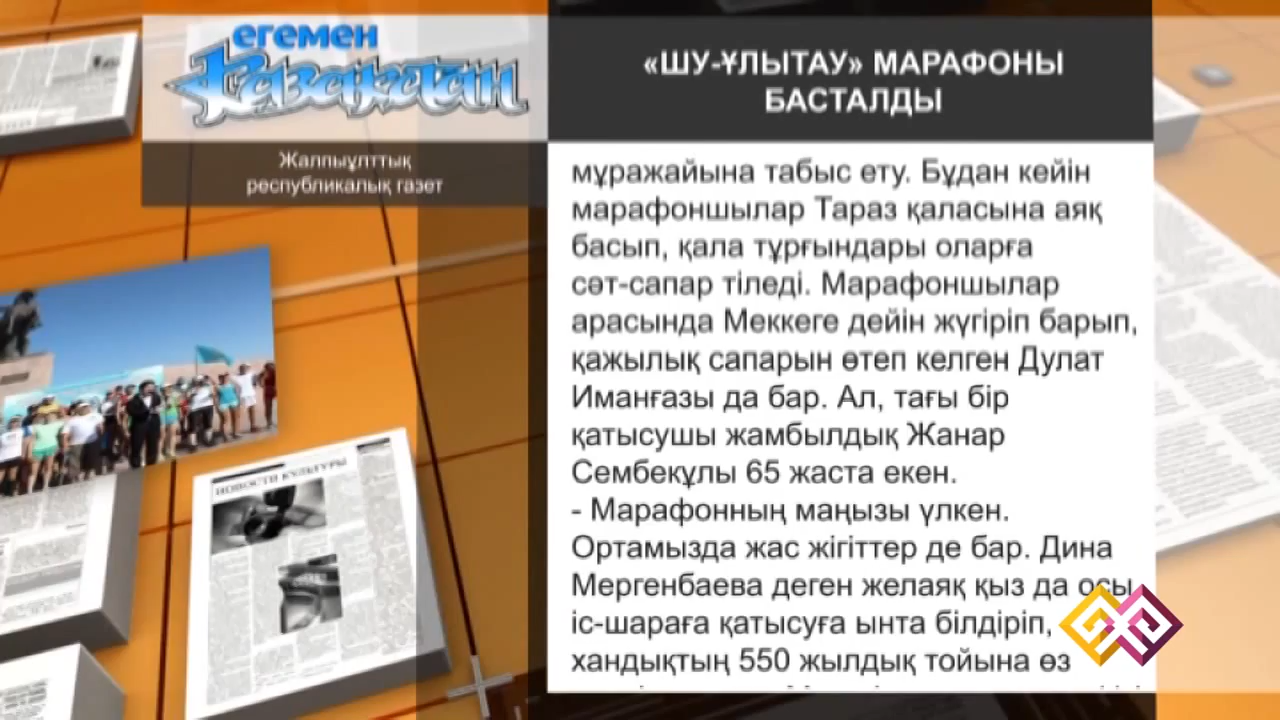 егемен
Қазақстан
Жалпыұлттық
республикалық газет
«ШУ-ҰЛЫТАУ» МАРАФОНЫ
БАСТАЛДЫ
мұражайына табыс ету. Бұдан кейін
марафоншылар Тараз қаласына аяқ
басып, қала тұрғындары оларға
сәт-сапар тіледі. Марафоншылар
арасында Меккеге дейін жүгіріп барып,
қажылық сапарын өтеп келген Дулат
Иманғазы да бар. Ал, тағы бір
қатысушы жамбылдық Жанар
Сембекұлы 65 жаста екен.
- Марафонның маңызы үлкен.
Ортамызда жас жігіттер де бар. Дина
Мергенбаева деген желаяқ қыз да осы
іс-шараға қатысуға ынта білдіріп,
хандықтың 550 жылдық тойына өз
НОВОСТИ КУЛЬТУРЫ